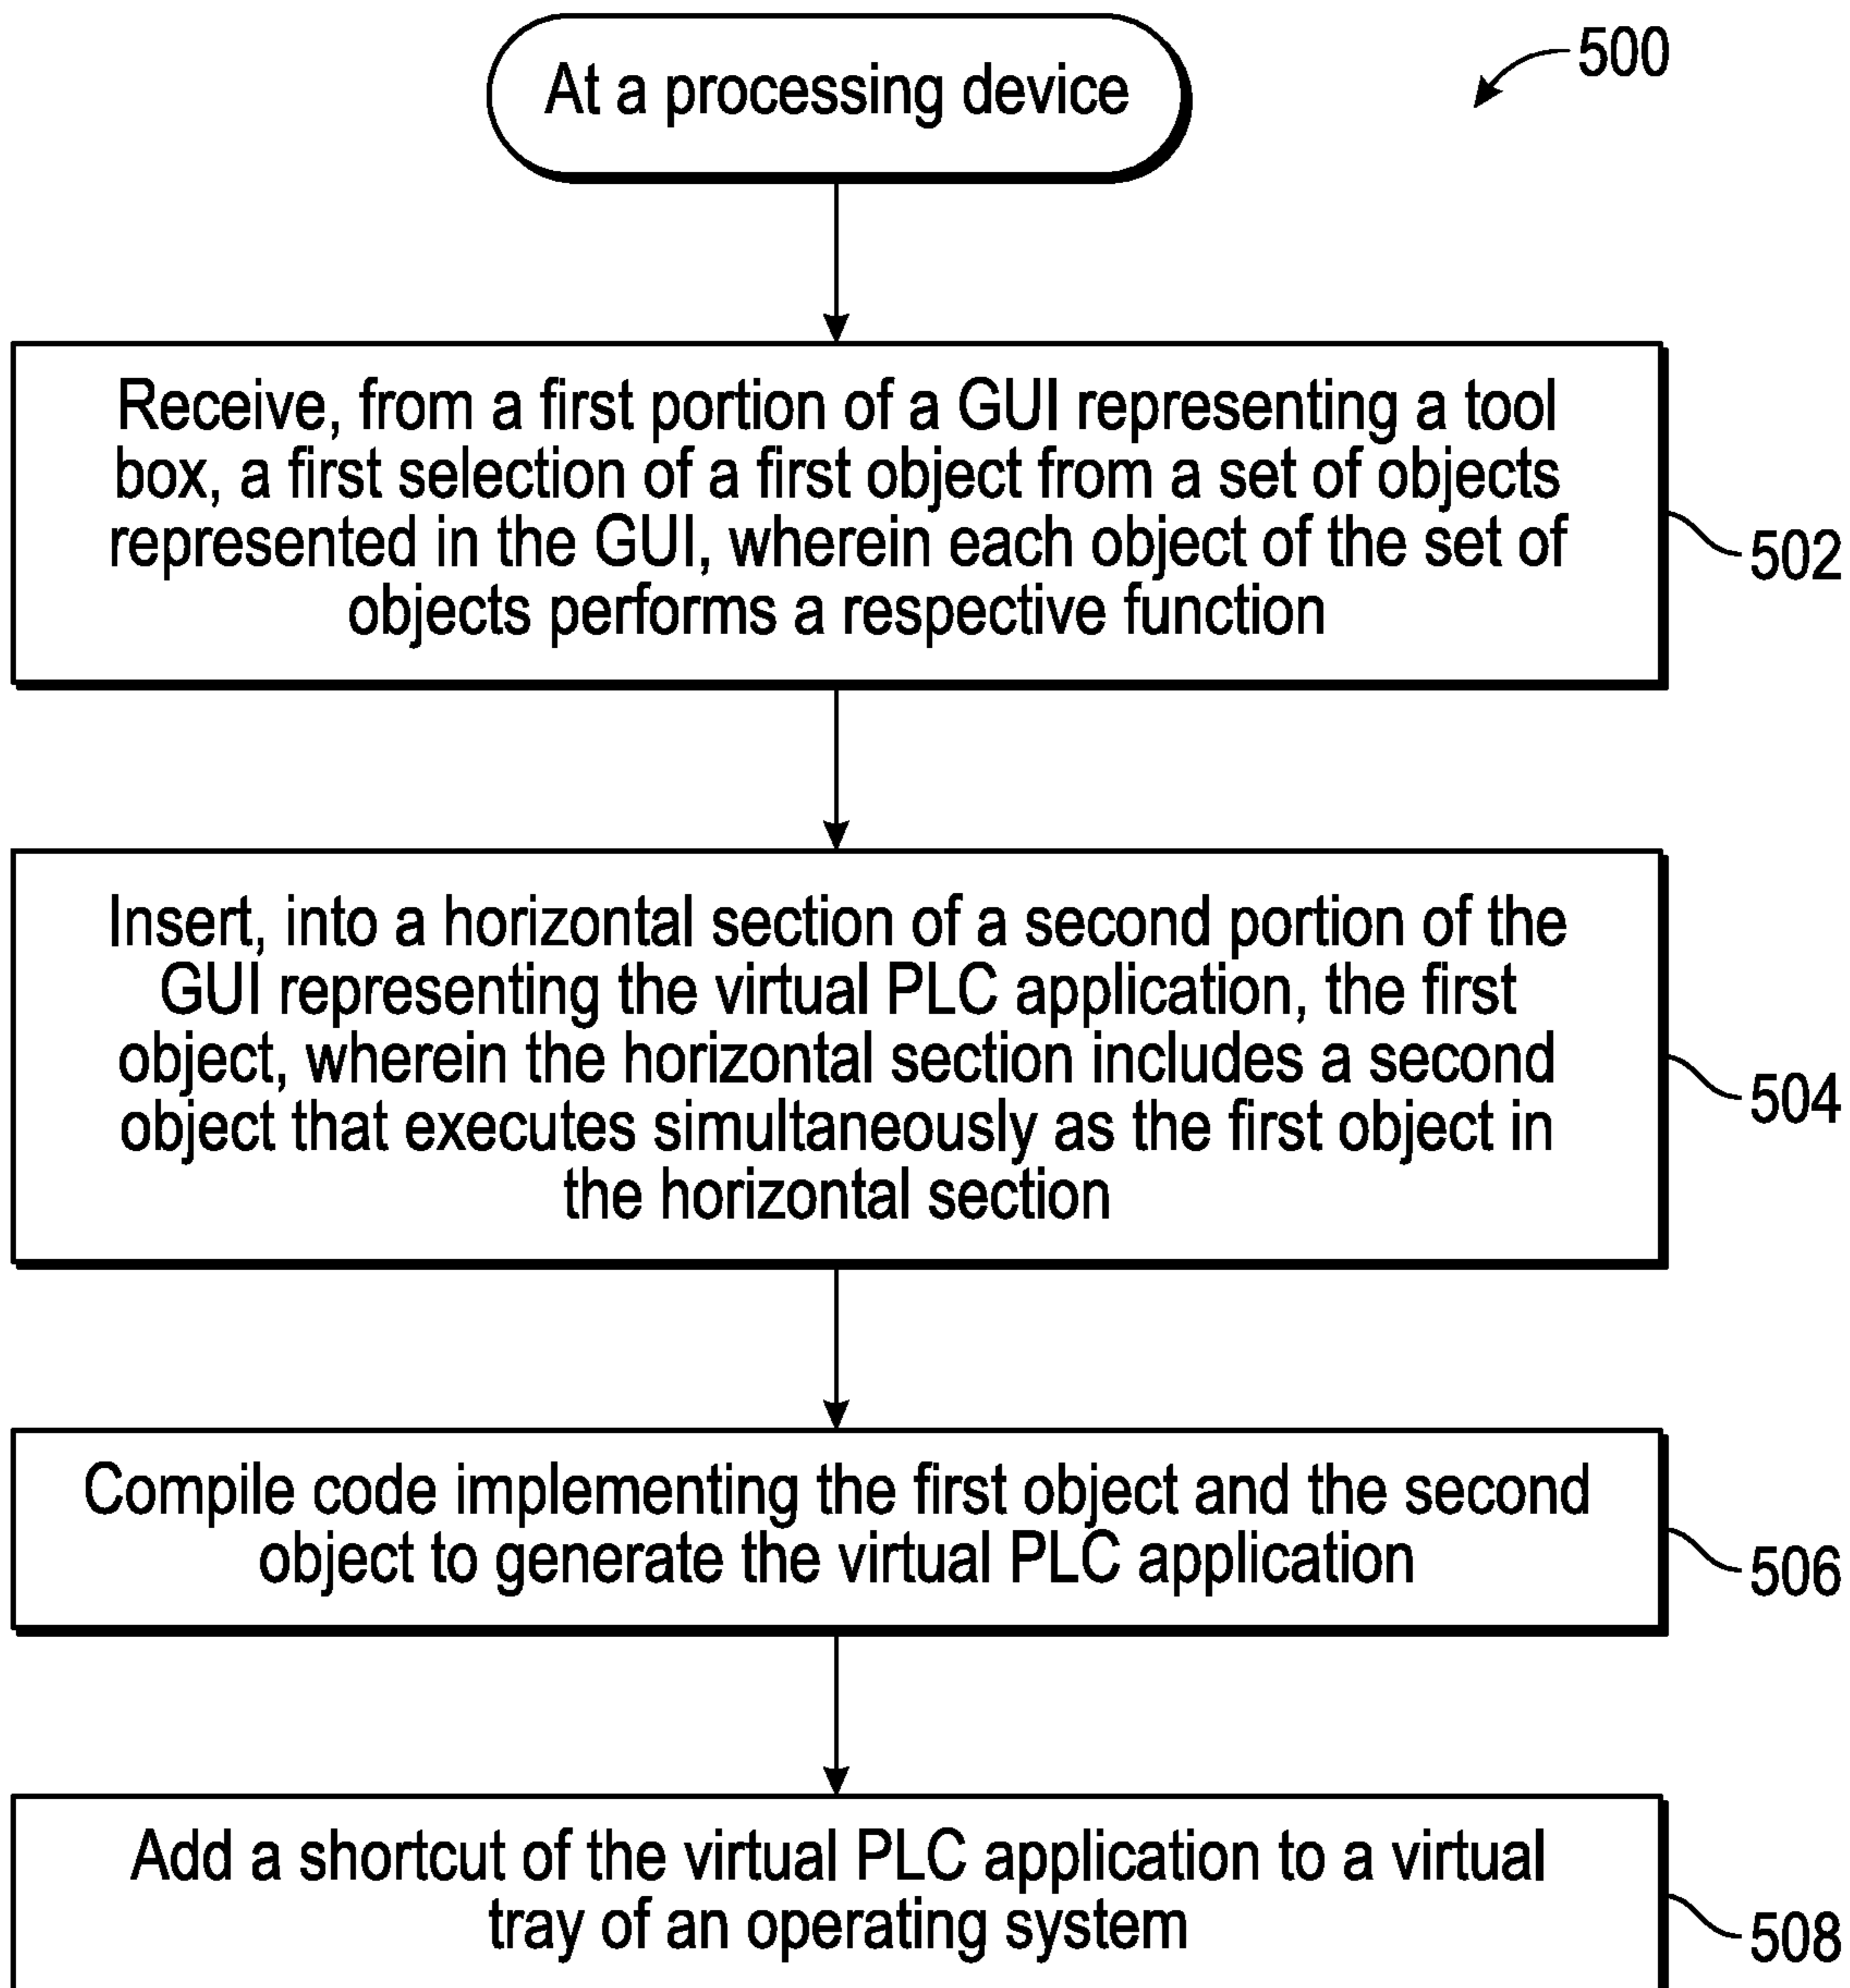 At a processing device
500
Receive, from a first portion of a GUI representing a tool
box, a first selection of a first object from a set of objects
represented in the GUI, wherein each object of the set of
objects performs a respective function
502
Insert, into a horizontal section of a second portion of the
GUI representing the virtual PLC application, the first
object, wherein the horizontal section includes a second
object that executes simultaneously as the first object in
the horizontal section
504
Compile code implementing the first object and the second
object to generate the virtual PLC application
506
Add a shortcut of the virtual PLC application to a virtual
tray of an operating system
508